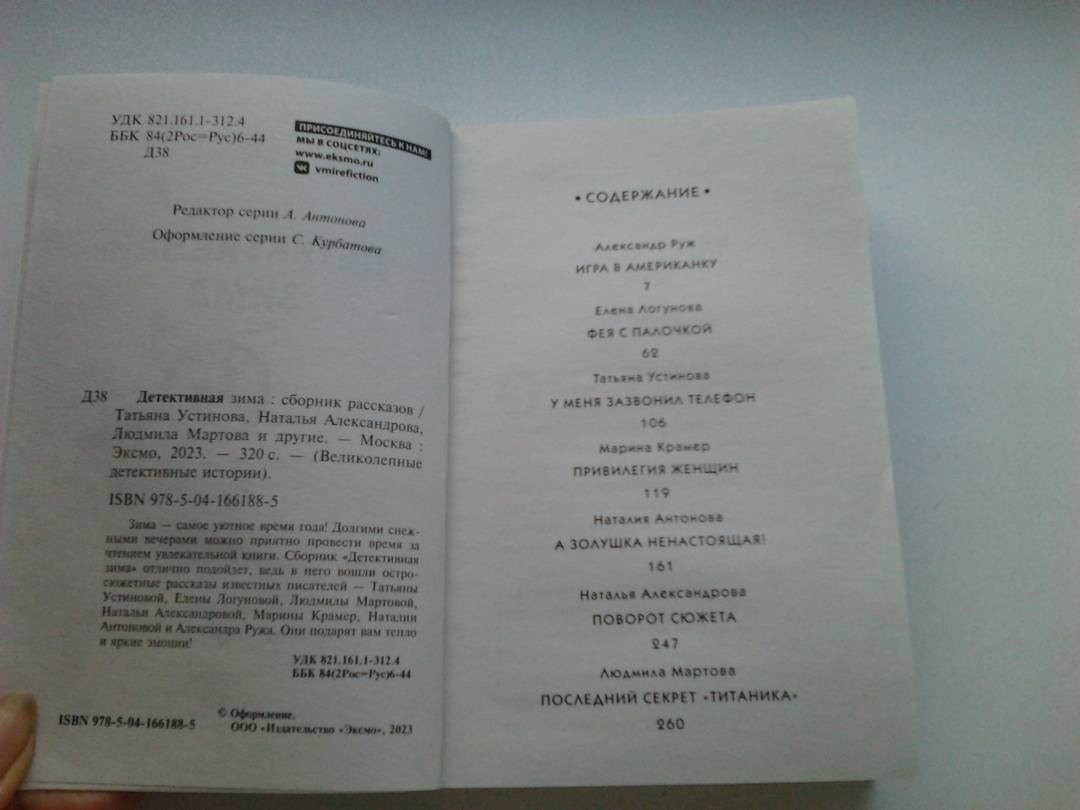 УДК 821.161.1-312.4
ББК 84(2Рос=Рус)6-44
Д38
ПРИСОЕДИНЯЙТЕСЬ К НАМ!
МЫ В СОЦСЕТЯХ:
www.eksmo.ru
vmirefiction
Редактор серии А. Антонова
Оформление серии С. Курбатова
Д38 Детективная зима : сборник рассказов /
Татьяна Устинова, Наталья Александрова,
Людмила Мартова и другие. — Москва :
Эксмо, 2023. — 320 с. — (Великолепные
детективные истории).
ISBN 978-5-04-166188-5
Зима — самое уютное время года! Долгими снеж-
ными вечерами можно приятно провести время за
чтением увлекательной книги. Сборник «Детективная
зима» отлично подойдет, ведь в него вошли остро-
сюжетные рассказы известных писателей — Татьяны
Устиновой, Елены Логуновой, Людмилы Мартовой,
Натальи Александровой, Марины Крамер, Наталии
Антоновой и Александра Ружа. Они подарят вам тепло
и яркие эмоции!
УДК 821.161.1-312.4
ББК 84(2Рос=Рус)6-44
ISBN 978-5-04-166188-5
© Оформление.
ООО «Издательство «Эксмо», 2023
• СОДЕРЖАНИЕ •
Александр Руж
ИГРА В АМЕРИКАНКУ
7
Елена Логунова
ФЕЯ С ПАЛОЧКОЙ
62
Татьяна Устинова
У МЕНЯ ЗАЗВОНИЛ ТЕЛЕФОН
106
Марина Крамер
ПРИВИЛЕГИЯ ЖЕНЩИН
119
Наталия Антонова
А ЗОЛУШКА НЕНАСТОЯЩАЯ!
161
Наталья Александрова
ПОВОРОТ СЮЖЕТА
247
Людмила Мартова
ПОСЛЕДНИЙ СЕКРЕТ «ТИТАНИКА»
260